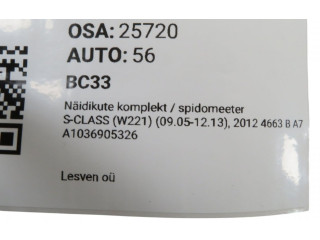 OSA: 25720
AUTO: 56
BC33
Näidikute komplekt / spidomeeter
S-CLASS (W221) (09.05-12.13), 2012 4663 8 A7
A1036905326
Lesven oü